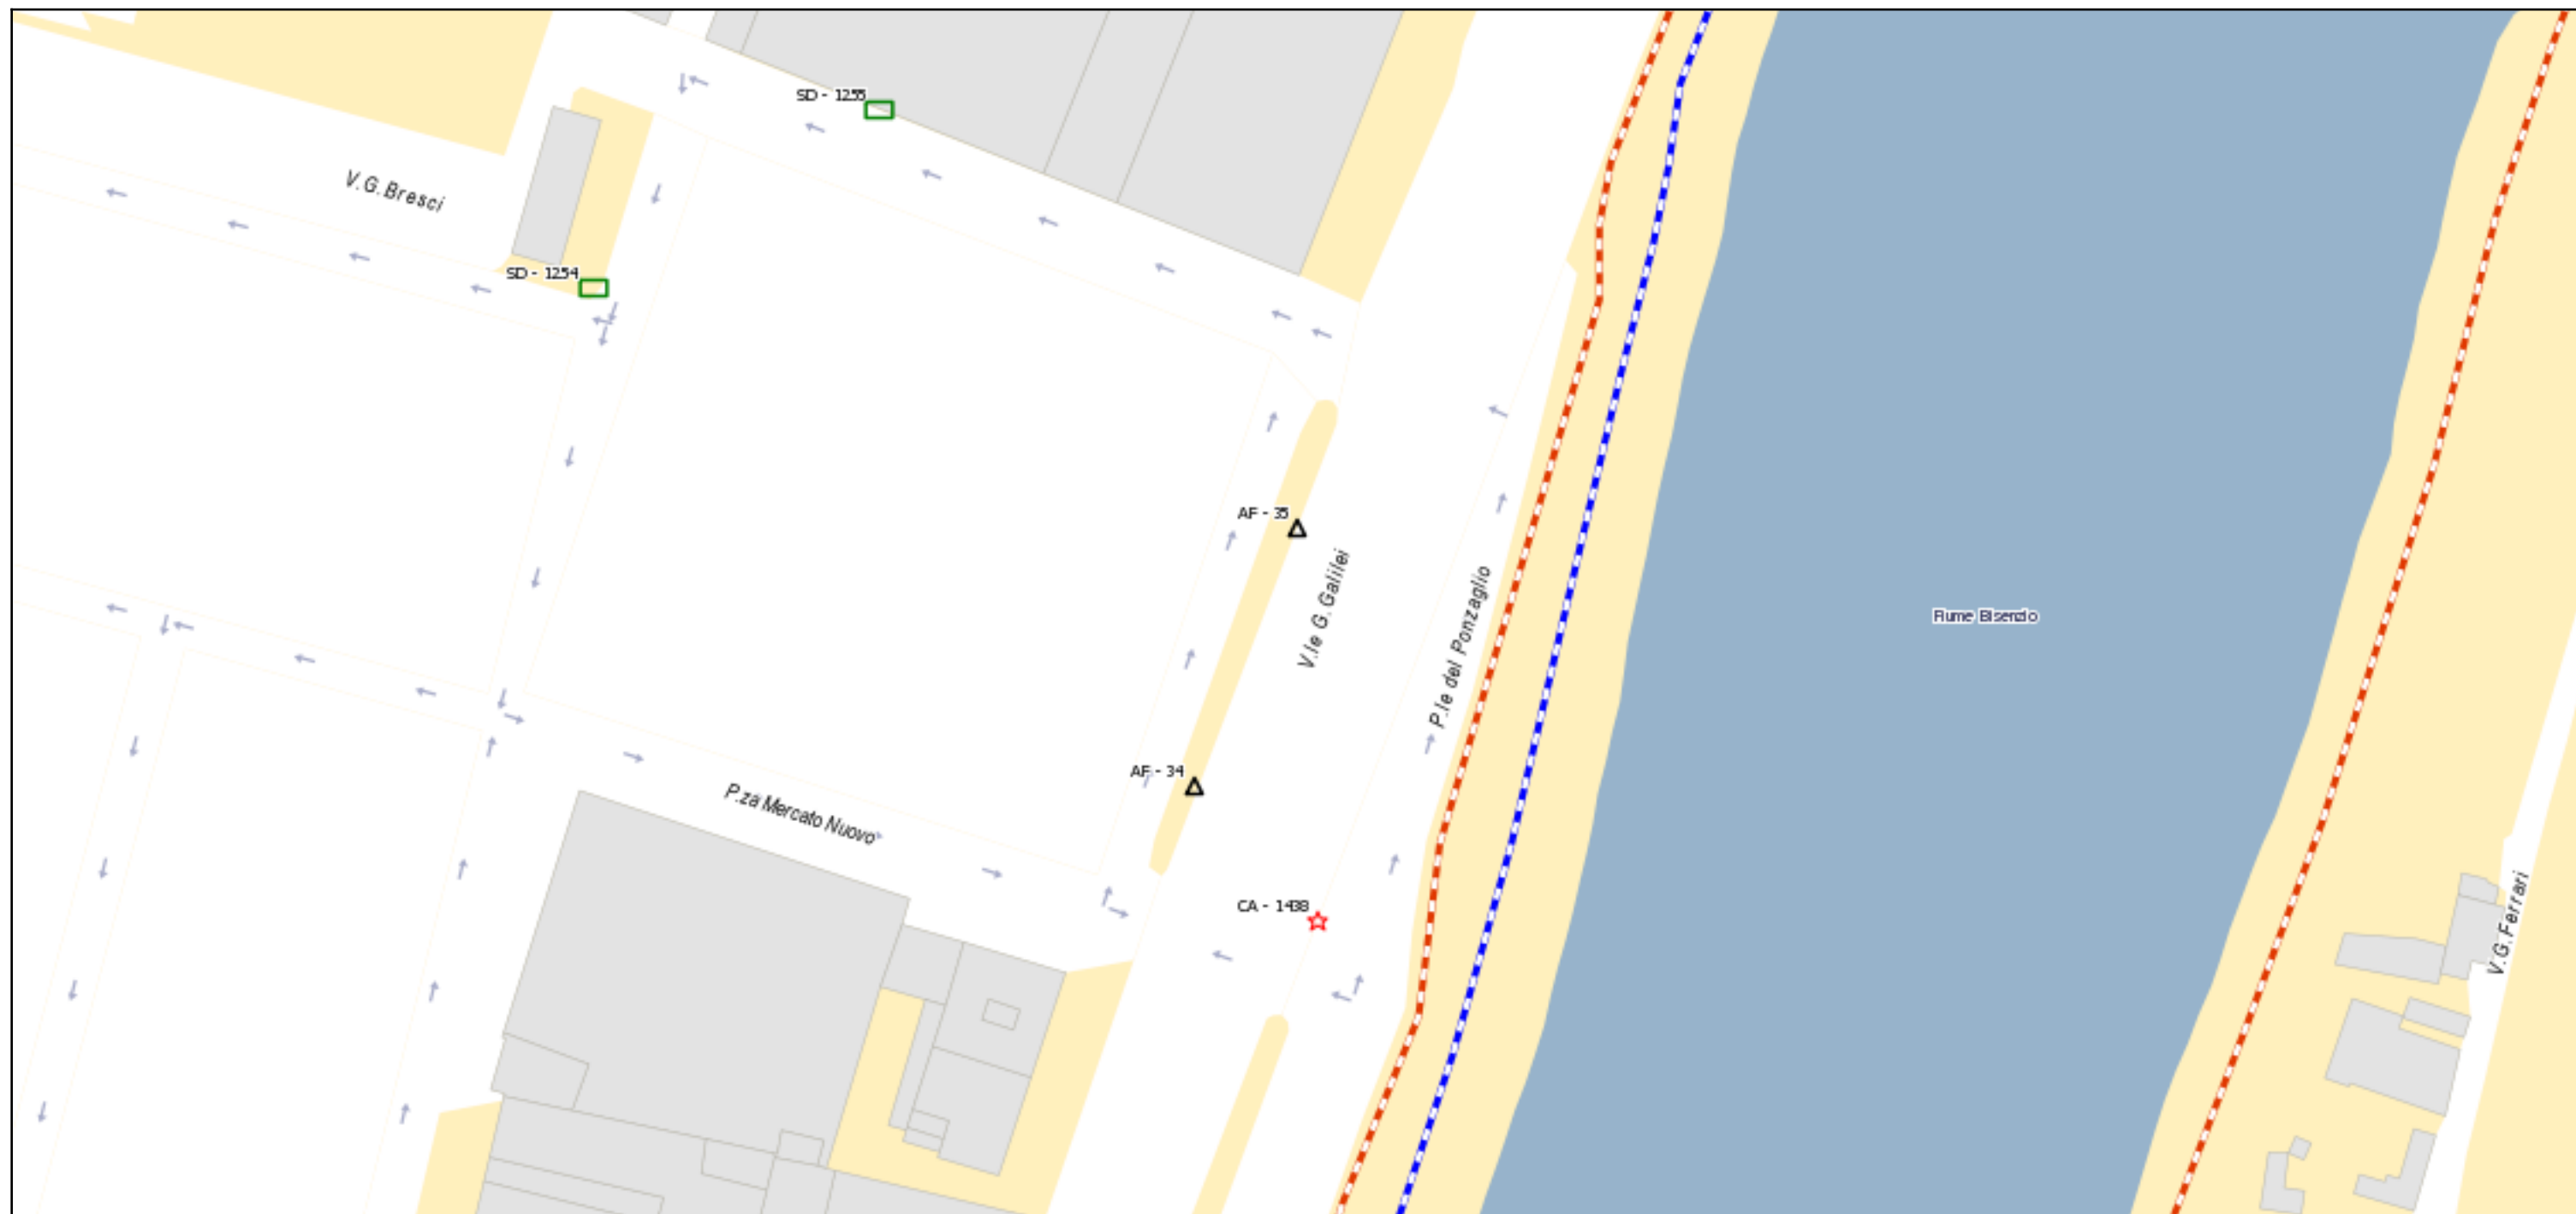 SD - 1255
V.G.Bresci
SD - 1254
AF - 35
V.le G. Galilei
P.le del Ponzaglio
Fiume Bisenzio
AF - 34
P.za Mercato Nuovo
CA - 1438
V.G.Ferrari